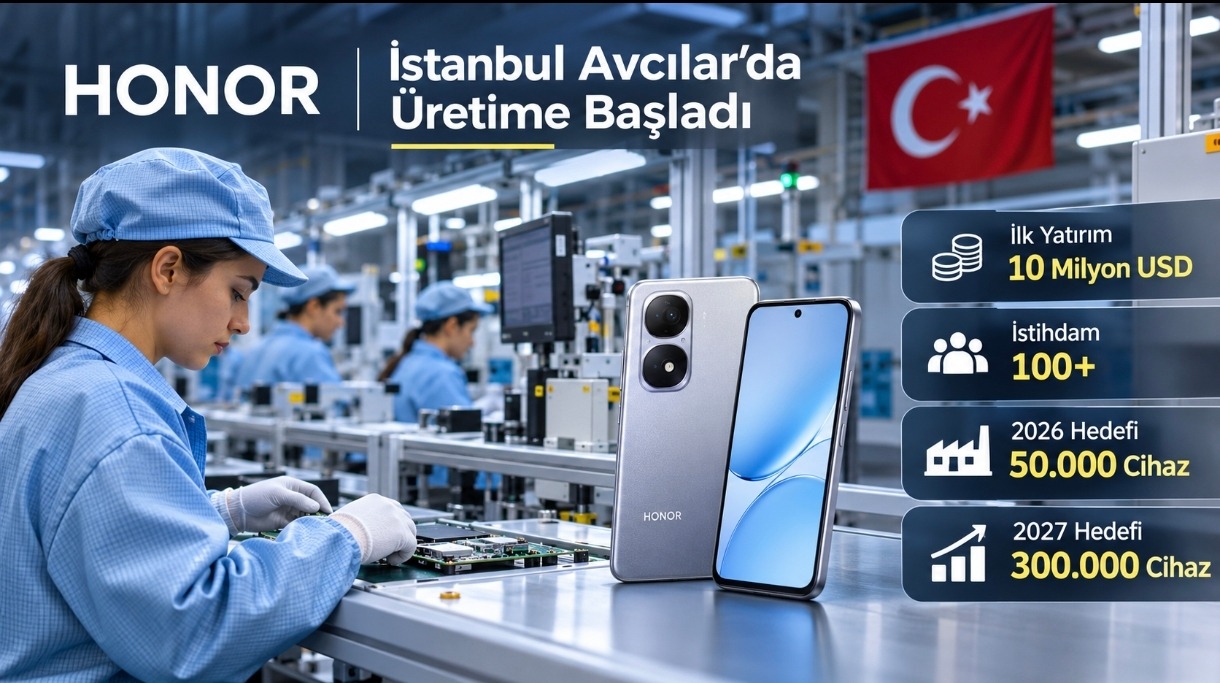 HONOR
İstanbul Avcılar'da
Üretime Başladı
İlk Yatırım
10 Milyon USD
İstihdam
100+
2026 Hedefi
50.000 Cihaz
2027 Hedefi
300.000 Cihaz
HONOR